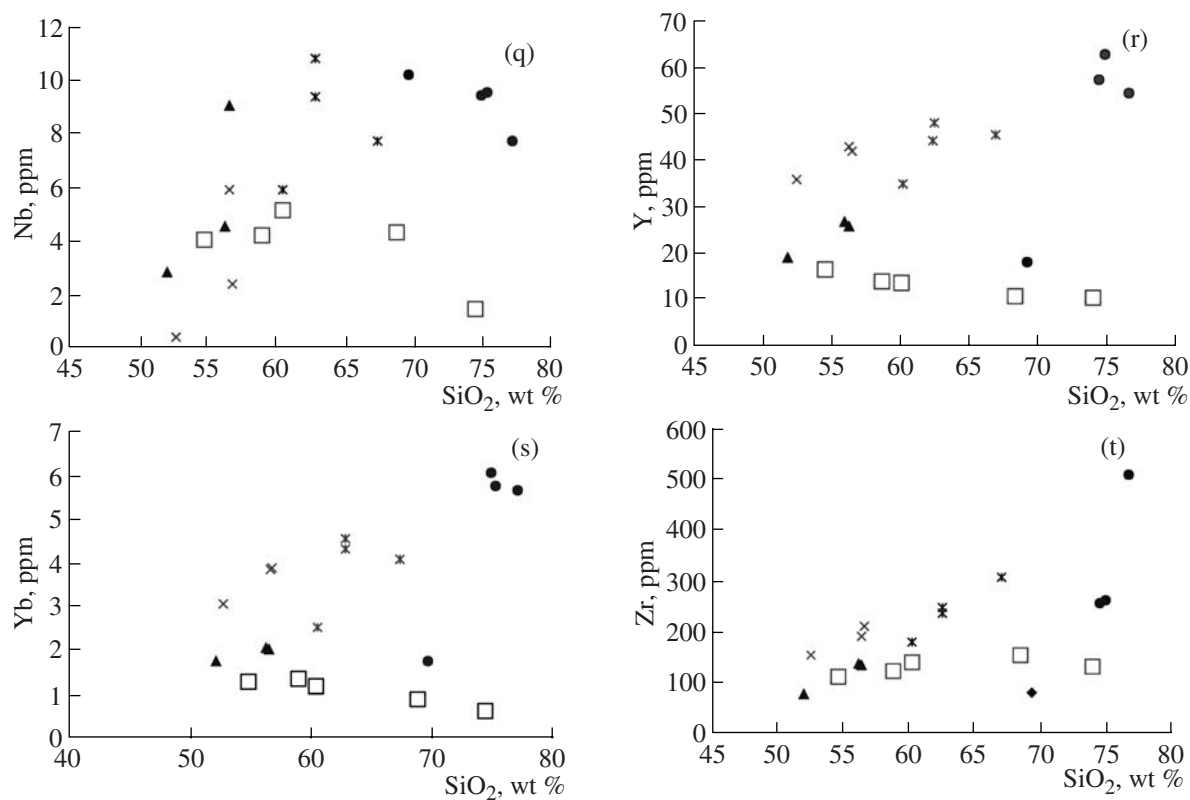 Nb, ppm
12
10
8
6
4
2
0
45 50 55 60 65 70 75 80
SiO₂, wt %
(q)
Y, ppm
70
60
50
40
30
20
10
0
45 50 55 60 65 70 75 80
SiO₂, wt %
(r)
Yb, ppm
7
6
5
4
3
2
1
0
40 50 60 70 80
SiO₂, wt %
(s)
Zr, ppm
600
500
400
300
200
100
0
45 50 55 60 65 70 75 80
SiO₂, wt %
(t)